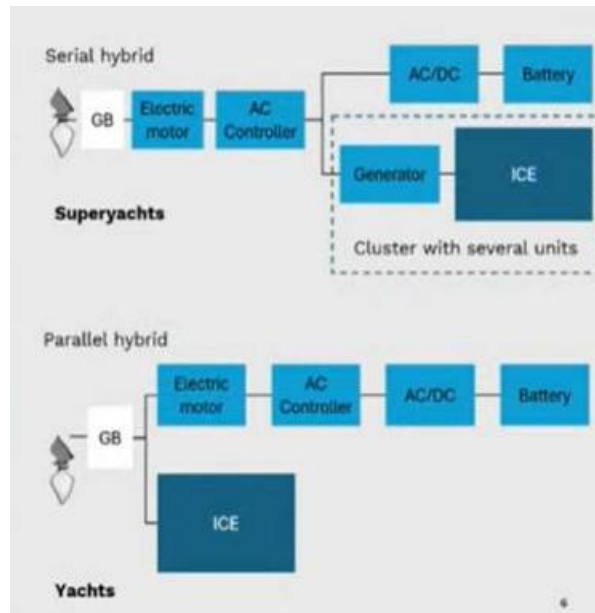 Serial hybrid
AC/DC
Battery
GB
Electric
motor
AC
Controller
Generator
ICE
Superyachts
Cluster with several units
Parallel hybrid
Electric
motor
AC
Controller
AC/DC
Battery
GB
ICE
Yachts
6